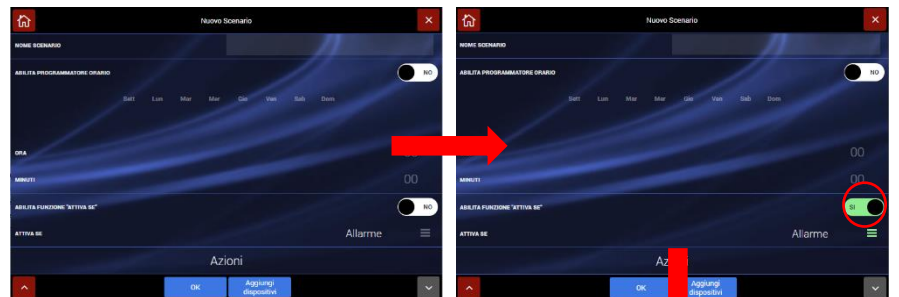 Nuovo Scenario
NOME SCENARIO
ABILITA PROGRAMMATORE ORARIO NO
Sett Lun Mar Mer Gio Ven Sab Dom
ORA
MINUTI 00
ABILITA FUNZIONE "ATTIVA SE" NO
ATTIVA SE Allarme
Azioni
OK Aggiungi dispositivi
Nuovo Scenario
NOME SCENARIO
ABILITA PROGRAMMATORE ORARIO NO
Sett Lun Mar Mer Gio Ven Sab Dom
ORA 00
MINUTI 00
ABILITA FUNZIONE "ATTIVA SE" SI
ATTIVA SE Allarme
OK Aggiungi dispositivi